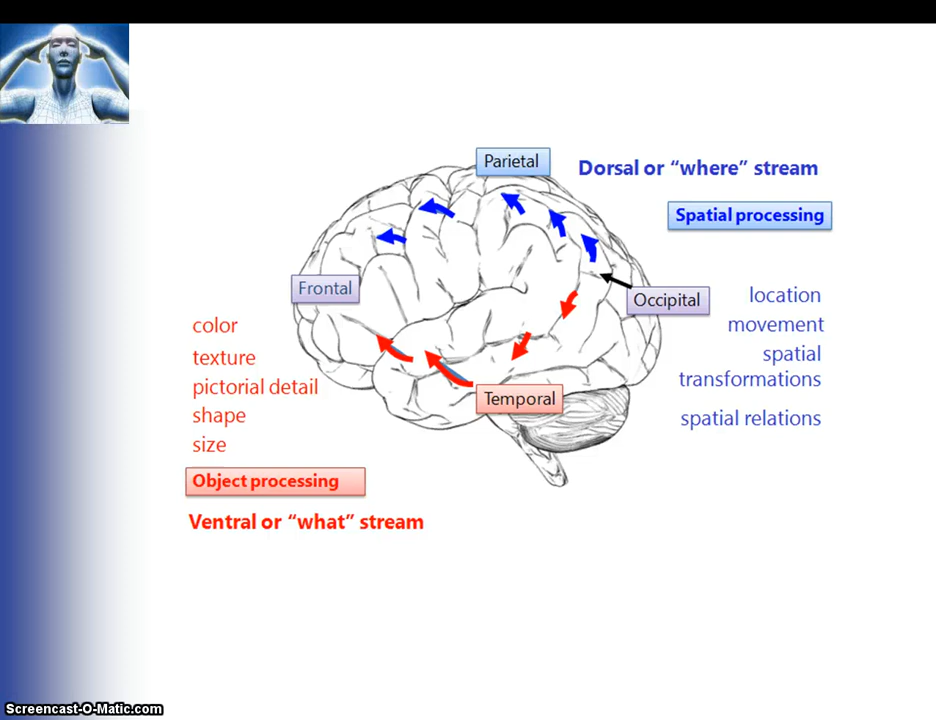 Parietal
Dorsal or “where” stream
Spatial processing
Frontal
Occipital
location
movement
spatial
transformations
spatial relations
color
texture
pictorial detail
shape
size
Temporal
Object processing
Ventral or “what” stream
Screencast-O-Matic.com